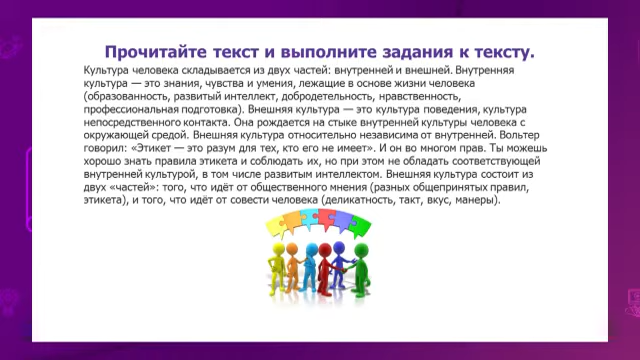 Прочитайте текст и выполните задания к тексту.
Культура человека складывается из двух частей: внутренней и внешней. Внутренняя
культура — это знания, чувства и умения, лежащие в основе жизни человека
(образованность, развитый интеллект, добродетельность, нравственность,
профессиональная подготовка). Внешняя культура — это культура поведения, культура
непосредственного контакта. Она рождается на стыке внутренней культуры человека с
окружающей средой. Внешняя культура относительно независима от внутренней. Вольтер
говорил: «Этикет — это разум для тех, кто его не имеет». И он во многом прав. Ты можешь
хорошо знать правила этикета и соблюдать их, но при этом не обладать соответствующей
внутренней культурой, в том числе развитым интеллектом. Внешняя культура состоит из
двух «частей»: того, что идёт от общественного мнения (разных общепринятых правил,
этикета), и того, что идёт от совести человека (деликатность, такт, вкус, манеры).